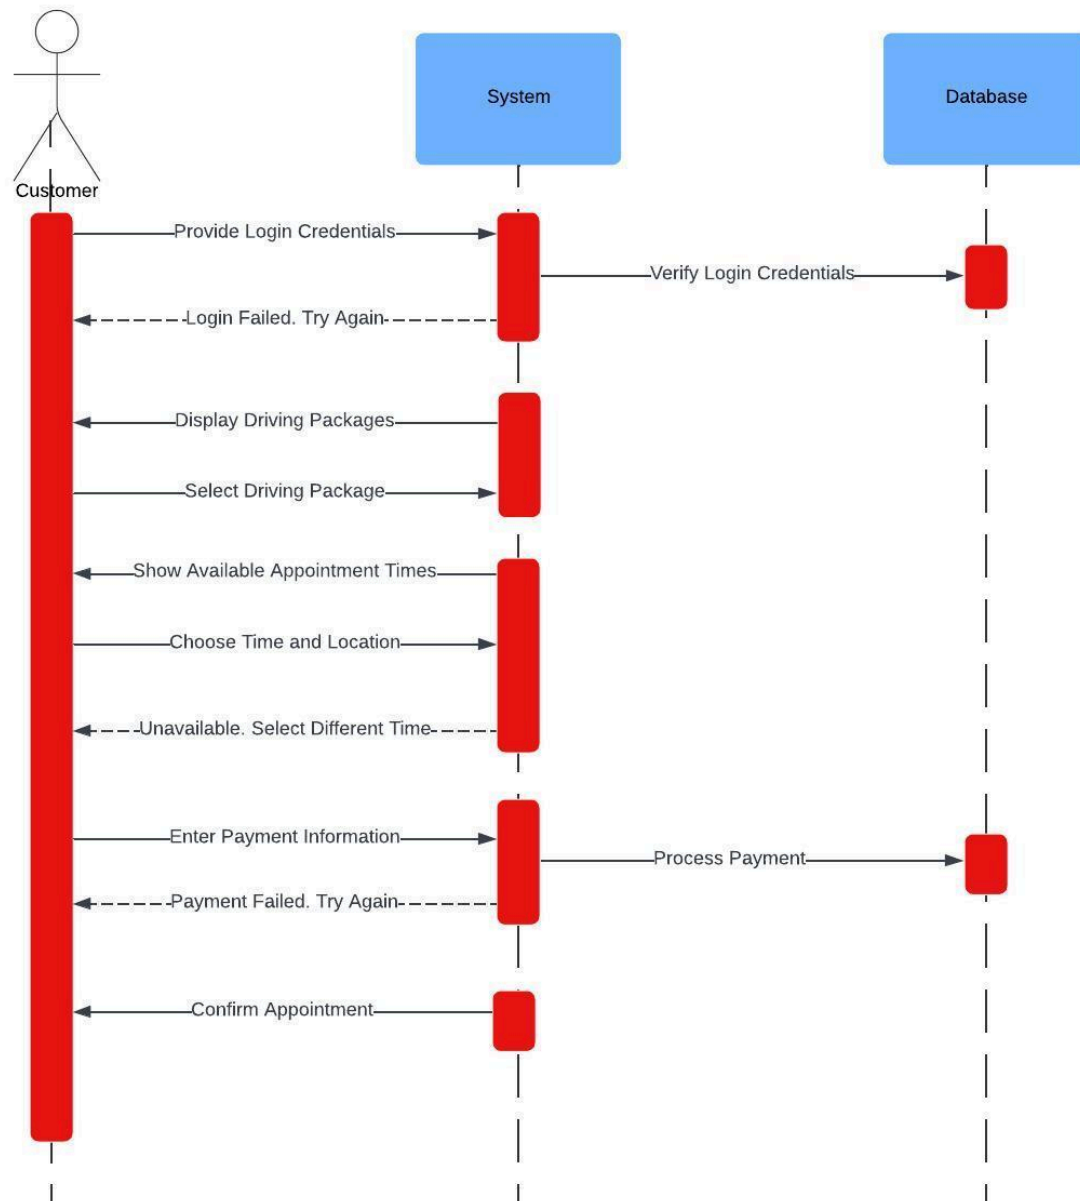 System
Database
Customer
Provide Login Credentials
Verify Login Credentials
Login Failed. Try Again
Display Driving Packages
Select Driving Package
Show Available Appointment Times
Choose Time and Location
Unavailable. Select Different Time
Enter Payment Information
Process Payment
Payment Failed. Try Again
Confirm Appointment